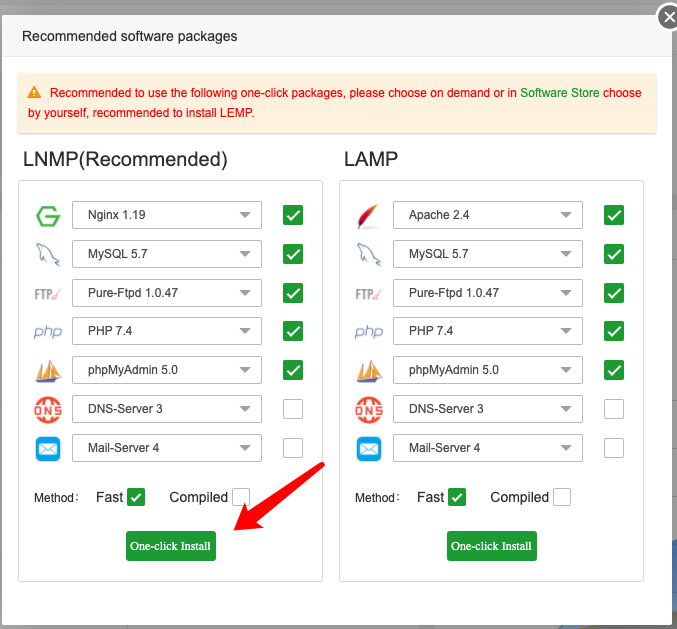 Recommended software packages
Recommended to use the following one-click packages, please choose on demand or in Software Store choose
by yourself, recommended to install LEMP.
LNMP(Recommended)
Nginx 1.19
MySQL 5.7
FTP
Pure-Ftpd 1.0.47
php
PHP 7.4
phpMyAdmin 5.0
DNS
DNS-Server 3
Mail-Server 4
Method:
Fast
Compiled
One-click Install
LAMP
Apache 2.4
MySQL 5.7
FTP
Pure-Ftpd 1.0.47
php
PHP 7.4
phpMyAdmin 5.0
DNS
DNS-Server 3
Mail-Server 4
Method:
Fast
Compiled
One-click Install